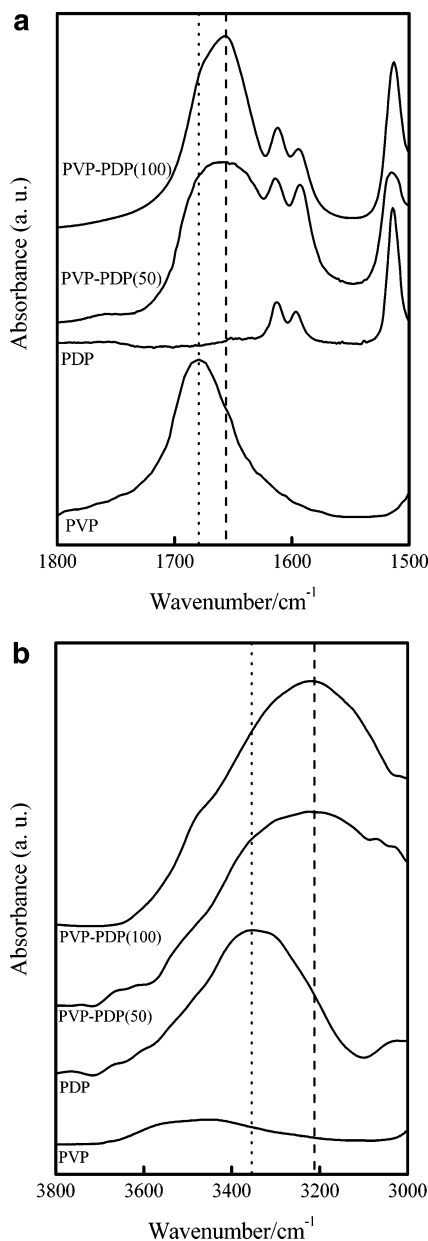 a
PVP-PDP(100)
PVP-PDP(50)
PDP
PVP
Absorbance (a. u.)
1800 1700 1600 1500
Wavenumber/cm⁻¹
b
PVP-PDP(100)
PVP-PDP(50)
PDP
PVP
Absorbance (a. u.)
3800 3600 3400 3200 3000
Wavenumber/cm⁻¹